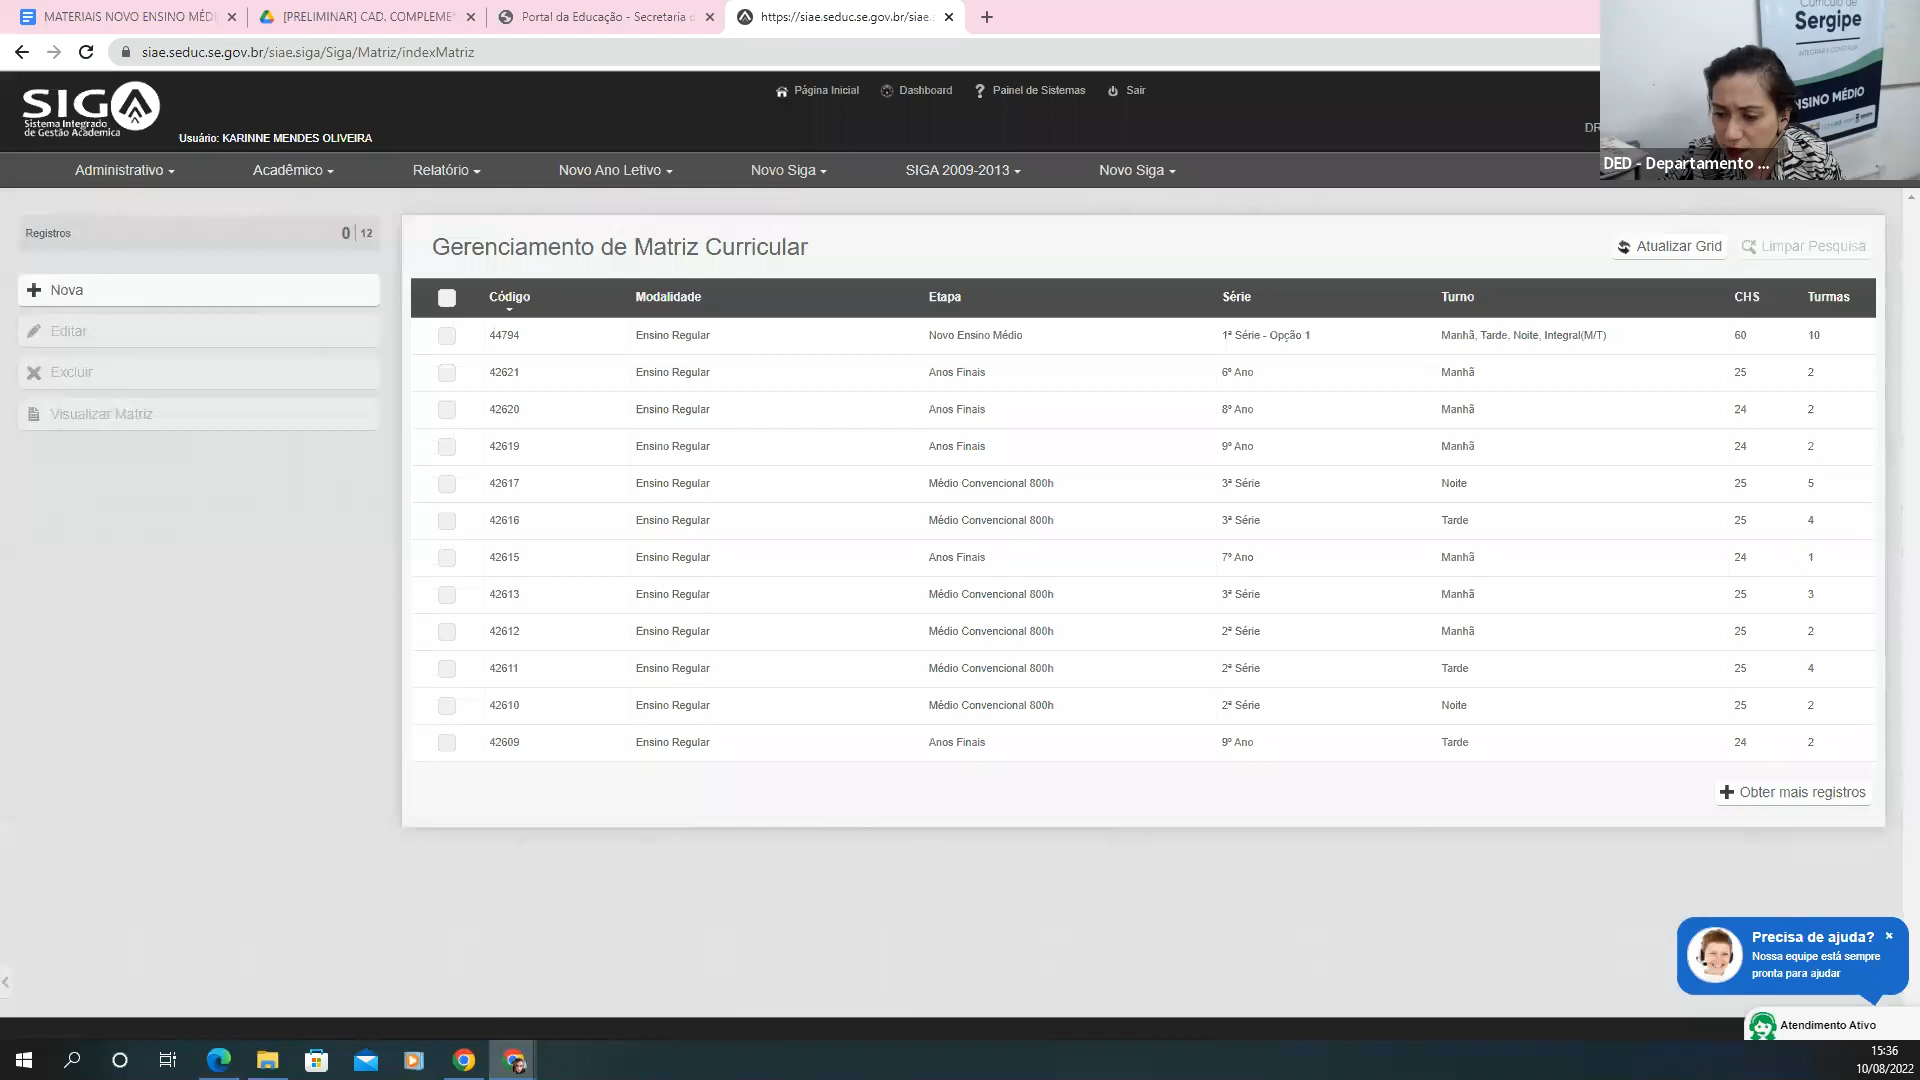 MATERIAIS NOVO ENSINO MÉDI
[PRELIMINAR] CAD. COMPLEME
Portal da Educação - Secretaria d
https://siae.seduc.se.gov.br/siae.
siae.seduc.se.gov.br/siae.siga/Siga/Matriz/indexMatriz
Currículo de
Sergipe
INTEGRAR E CONSTRUIR
ENSINO MÉDIO
DED - Departamento ...
SIGA
Sistema Integrado
de Gestão Acadêmica
Usuário: KARINNE MENDES OLIVEIRA
Página Inicial
Dashboard
Painel de Sistemas
Sair
DR
Administrativo
Acadêmico
Relatório
Novo Ano Letivo
Novo Siga
SIGA 2009-2013
Novo Siga
Registros 0 | 12
Nova
Editar
Excluir
Visualizar Matriz
Gerenciamento de Matriz Curricular
Atualizar Grid
Limpar Pesquisa
Código Modalidade Etapa Série Turno CHS Turmas
44794 Ensino Regular Novo Ensino Médio 1ª Série - Opção 1 Manhã, Tarde, Noite, Integral(M/T) 60 10
42621 Ensino Regular Anos Finais 6º Ano Manhã 25 2
42620 Ensino Regular Anos Finais 8º Ano Manhã 24 2
42619 Ensino Regular Anos Finais 9º Ano Manhã 24 2
42617 Ensino Regular Médio Convencional 800h 3ª Série Noite 25 5
42616 Ensino Regular Médio Convencional 800h 3ª Série Tarde 25 4
42615 Ensino Regular Anos Finais 7º Ano Manhã 24 1
42613 Ensino Regular Médio Convencional 800h 3ª Série Manhã 25 3
42612 Ensino Regular Médio Convencional 800h 2ª Série Manhã 25 2
42611 Ensino Regular Médio Convencional 800h 2ª Série Tarde 25 4
42610 Ensino Regular Médio Convencional 800h 2ª Série Noite 25 2
42609 Ensino Regular Anos Finais 9º Ano Tarde 24 2
Obter mais registros
Precisa de ajuda?
Nossa equipe está sempre
pronta para ajudar
Atendimento Ativo
15:36
10/08/2022